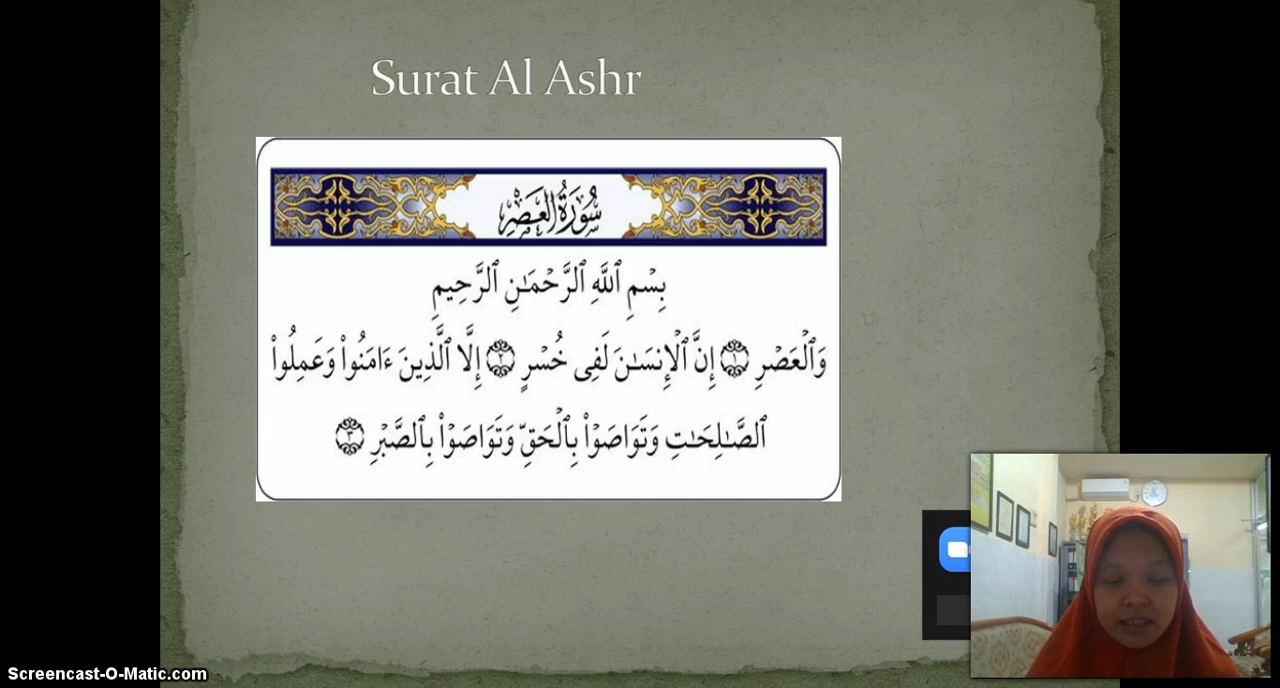 Surat Al Ashr
سُورَةُ العَصْرِ
بِسْمِ ٱللَّهِ ٱلرَّحْمَـٰنِ ٱلرَّحِيمِ
وَٱلْعَصْرِ ١ إِنَّ ٱلْإِنسَـٰنَ لَفِى خُسْرٍ ٢ إِلَّا ٱلَّذِينَ ءَامَنُوا۟ وَعَمِلُوا۟
ٱلصَّـٰلِحَـٰتِ وَتَوَاصَوْا۟ بِٱلْحَقِّ وَتَوَاصَوْا۟ بِٱلصَّبْرِ ٣
Screencast-O-Matic.com